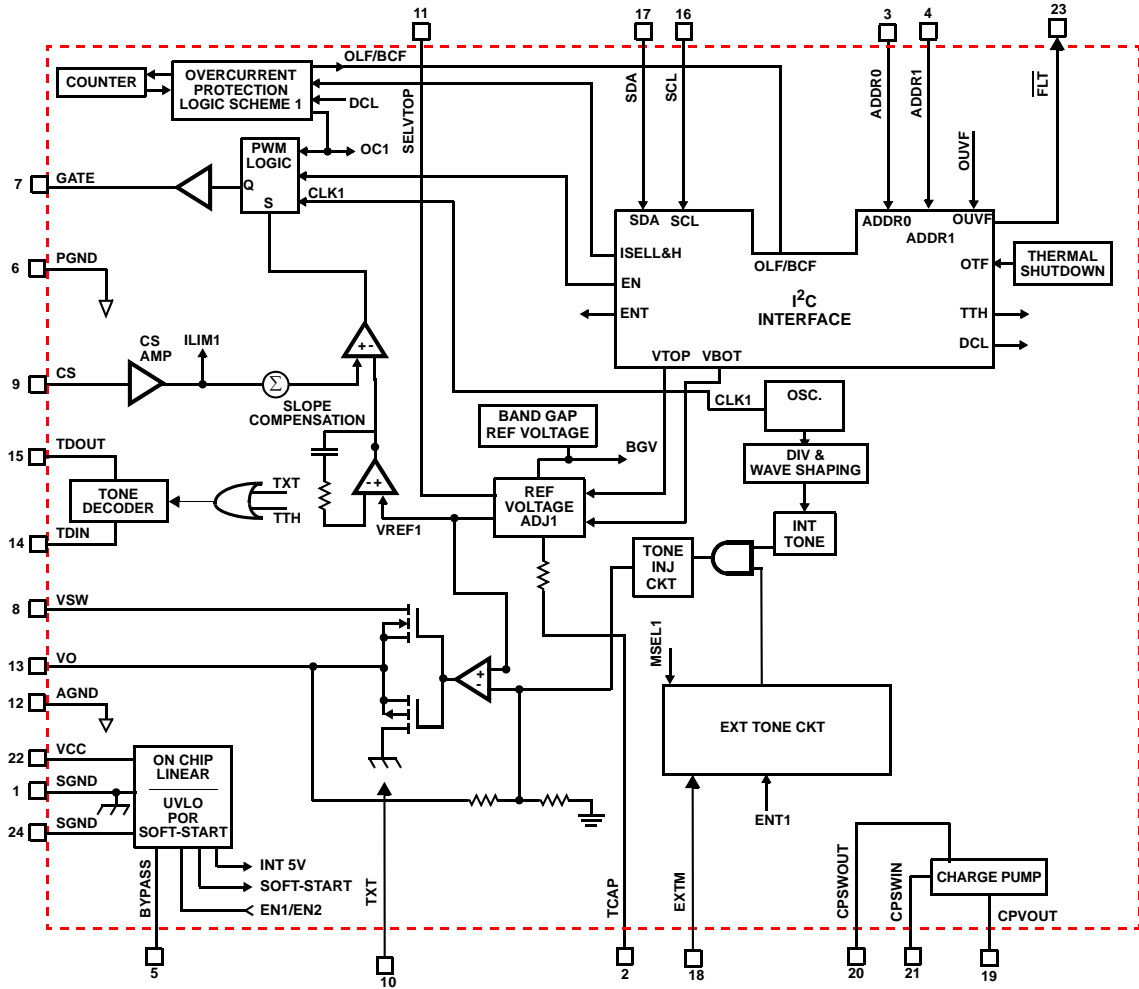 11
17
16
3
4
23
OLF/BCF
COUNTER
OVERCURRENT
PROTECTION
LOGIC SCHEME 1
DCL
SELVTOP
SDA
SCL
ADDR0
ADDR1
FLT
OUVF
PWM
LOGIC
Q
S
OC1
CLK1
7
GATE
6
PGND
SDA
SCL
ADDR0
ADDR1
OUVF
ISELL&H
OLF/BCF
OTF
THERMAL
SHUTDOWN
EN
I2C
INTERFACE
ENT
TTH
DCL
VTOP
VBOT
CS
AMP
ILIM1
+-
9
CS
Σ
SLOPE
COMPENSATION
CLK1
OSC.
BAND GAP
REF VOLTAGE
BGV
DIV &
WAVE SHAPING
15
TDOUT
TONE
DECODER
TXT
TTH
-+
VREF1
REF
VOLTAGE
ADJ1
INT
TONE
14
TDIN
TONE
INJ
CKT
8
VSW
13
VO
+
-
MSEL1
12
AGND
EXT TONE CKT
22
VCC
ON CHIP
LINEAR
1
SGND
UVLO
POR
SOFT-START
24
SGND
ENT1
INT 5V
SOFT-START
EN1/EN2
BYPASS
TXT
TCAP
EXTM
CPSWOUT
CPSWIN
CHARGE PUMP
CPVOUT
5
10
2
18
20
21
19